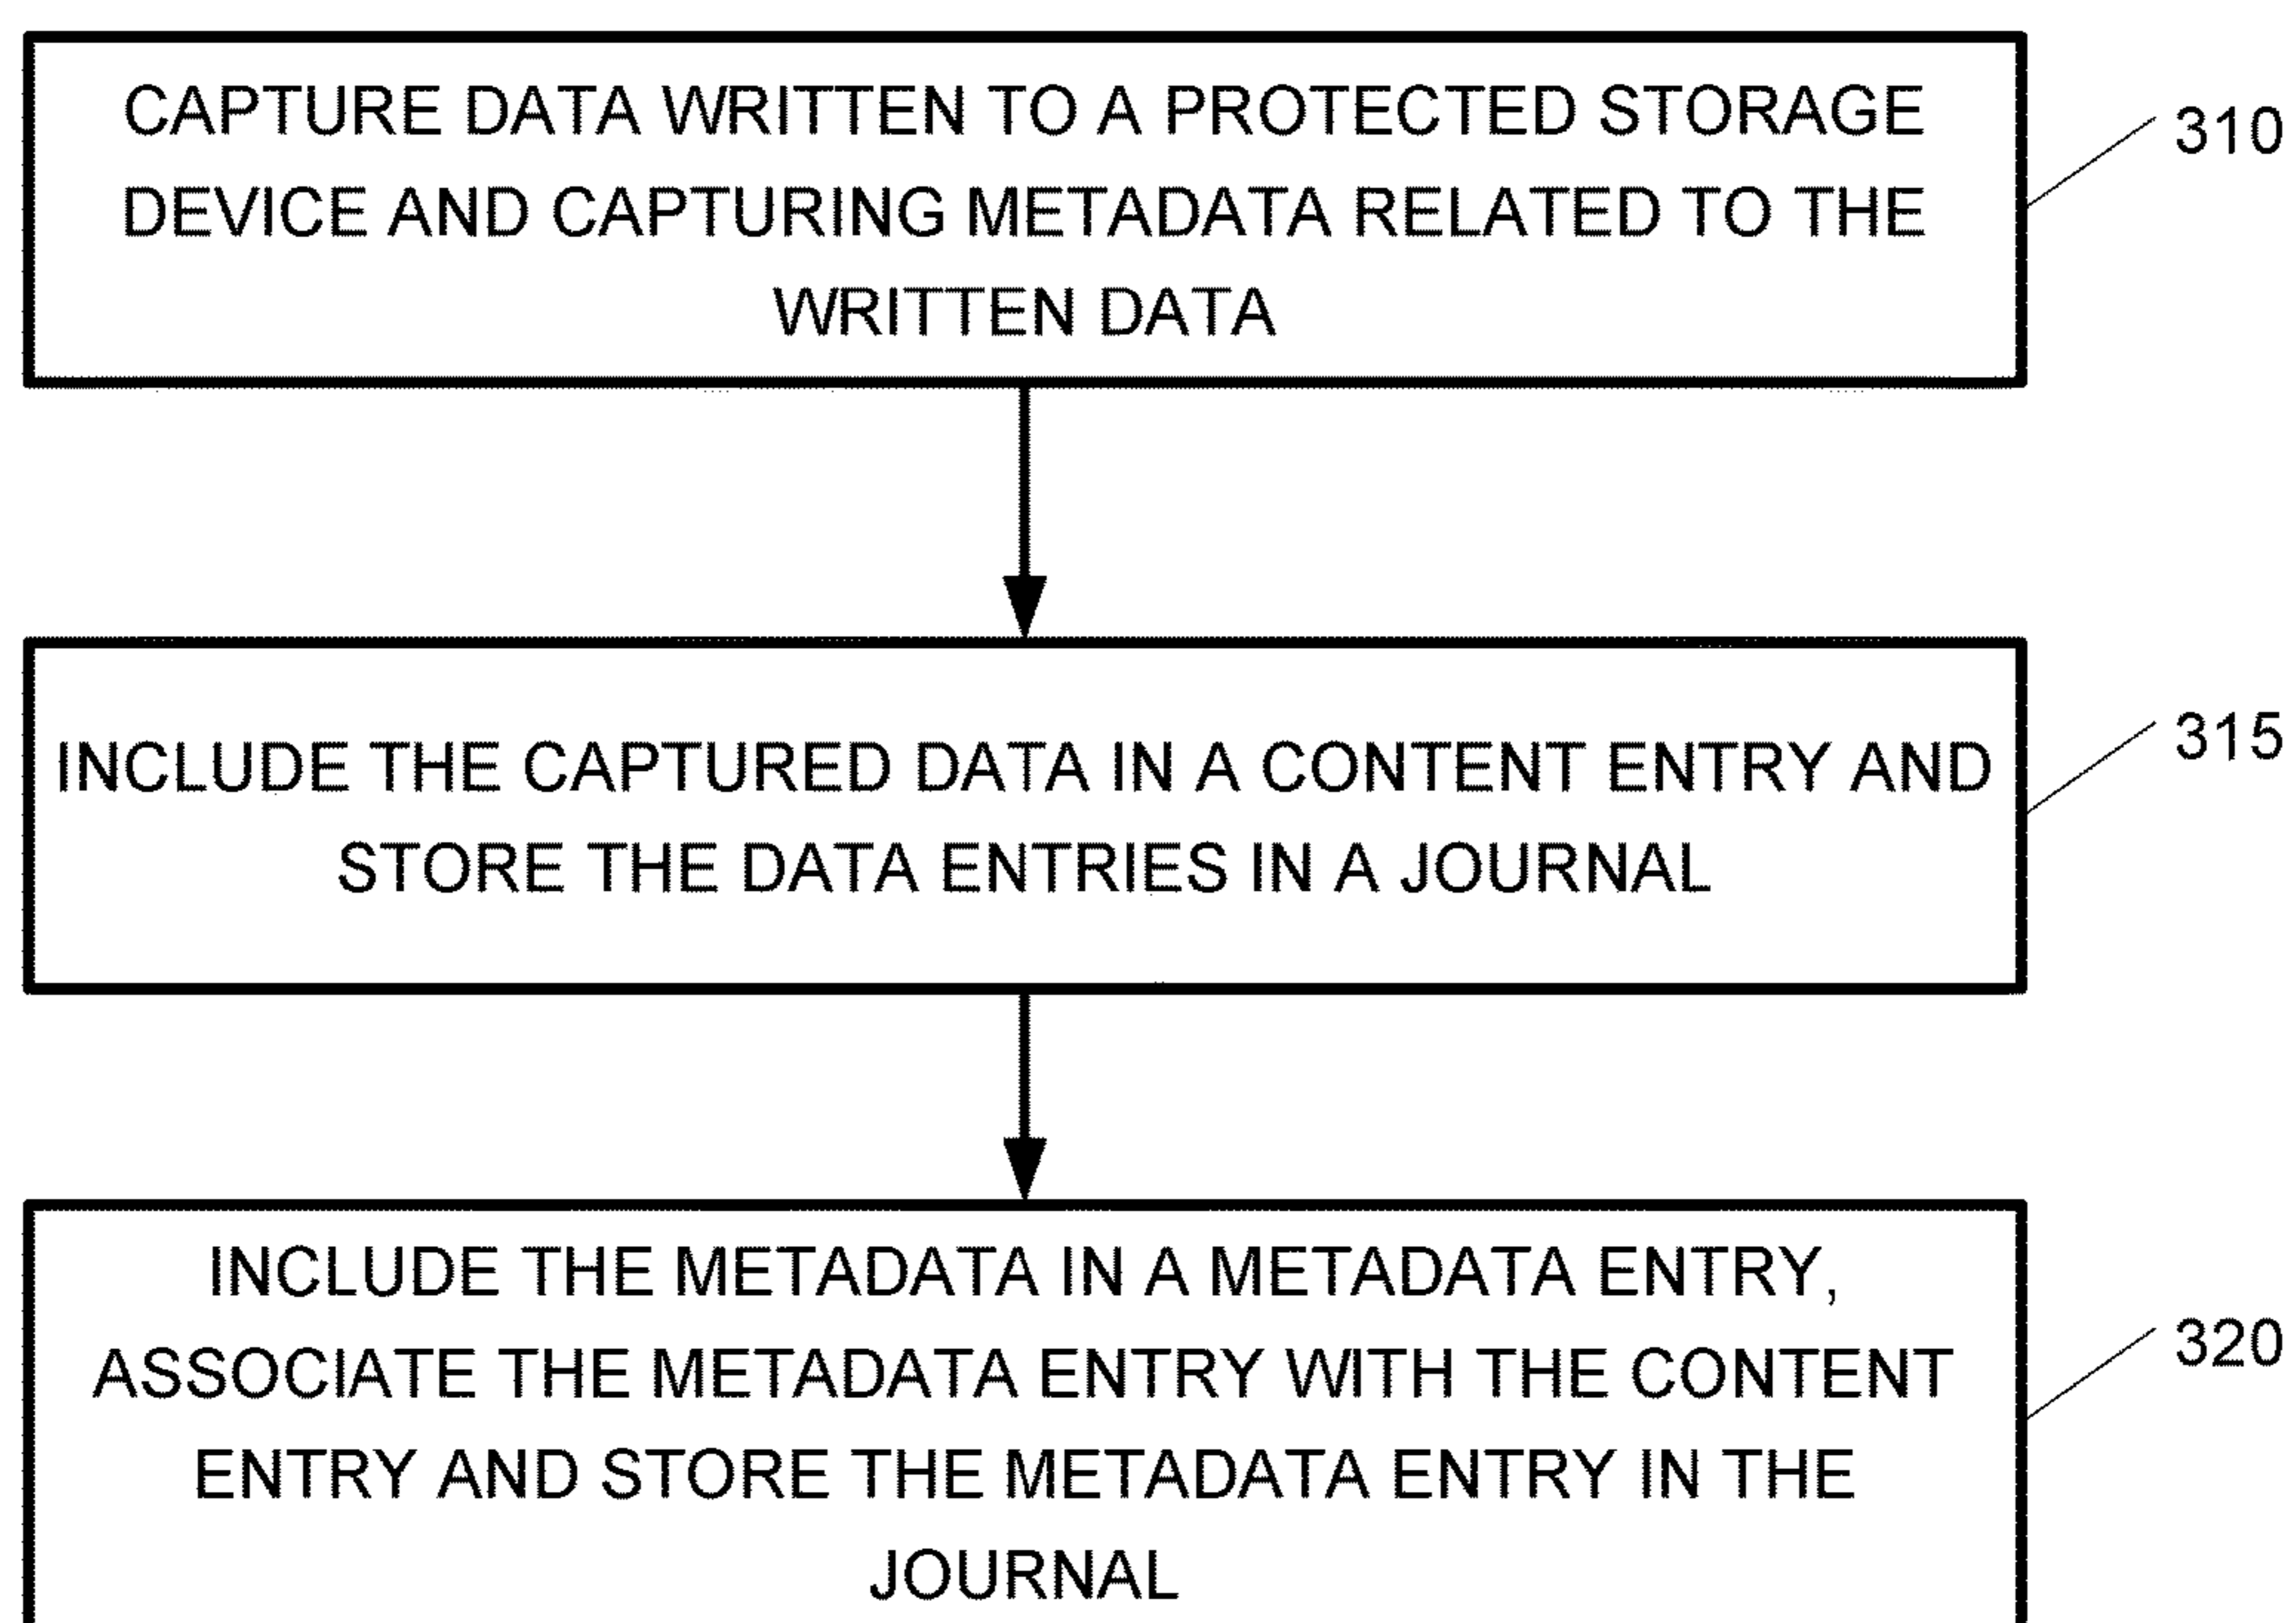 CAPTURE DATA WRITTEN TO A PROTECTED STORAGE
DEVICE AND CAPTURING METADATA RELATED TO THE
WRITTEN DATA
310
INCLUDE THE CAPTURED DATA IN A CONTENT ENTRY AND
STORE THE DATA ENTRIES IN A JOURNAL
315
INCLUDE THE METADATA IN A METADATA ENTRY,
ASSOCIATE THE METADATA ENTRY WITH THE CONTENT
ENTRY AND STORE THE METADATA ENTRY IN THE
JOURNAL
320